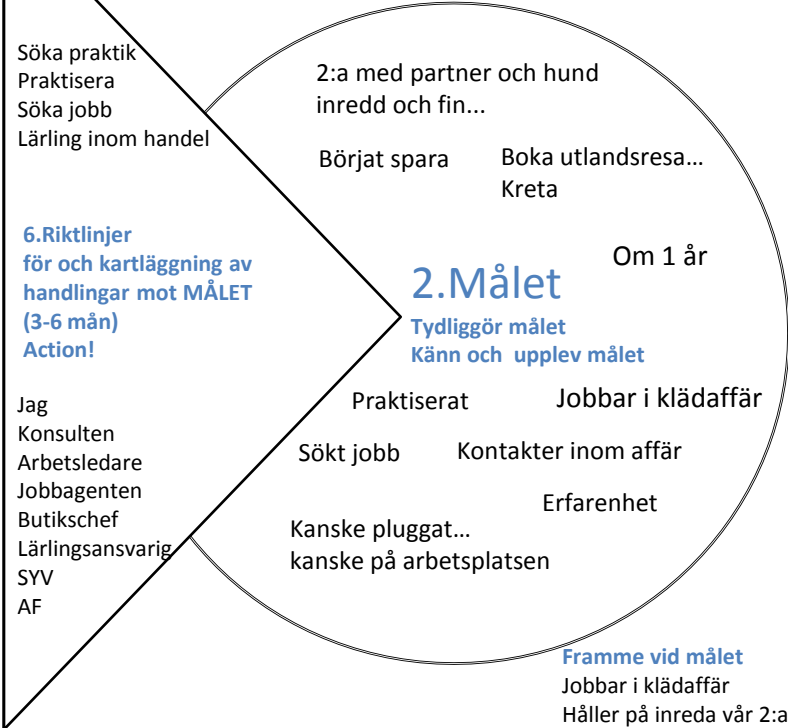 Söka praktik
Praktisera
Söka jobb
Lärling inom handel
6.Riktlinjer
för och kartläggning av
handlingar mot MÅLET
(3-6 mån)
Action!
Jag
Konsulten
Arbetsledare
Jobbagenten
Butikschef
Lärlingsansvarig
SYV
AF
2:a med partner och hund
inredd och fin...
Börjat spara
Boka utlandsresa…
Kreta
Om 1 år
2.Målet
Tydliggör målet
Känn och  upplev målet
Praktiserat
Jobbar i klädaffär
Sökt jobb
Kontakter inom affär
Erfarenhet
Kanske pluggat…
kanske på arbetsplatsen
Framme vid målet
Jobbar i klädaffär
Håller på inreda vår 2:a